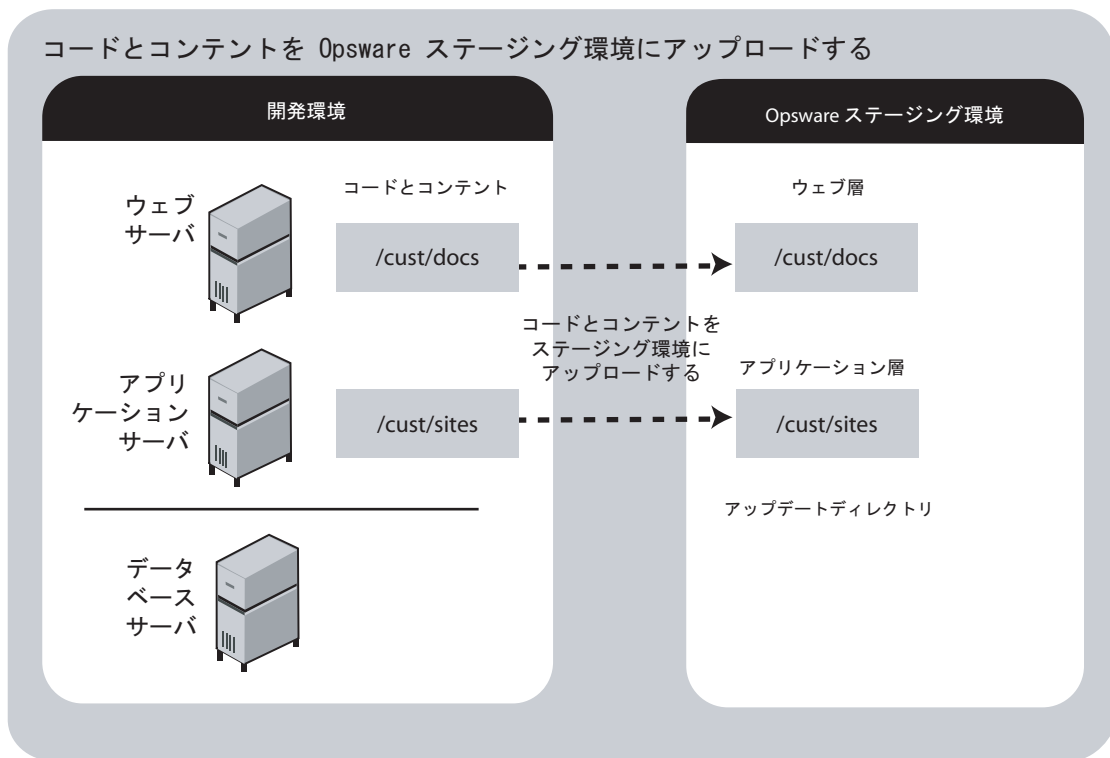 コードとコンテントを Opsware ステージング環境にアップロードする
開発環境
Opsware ステージング環境
ウェブ
サーバ
コードとコンテント
/cust/docs
ウェブ層
/cust/docs
コードとコンテントを
ステージング環境に
アップロードする
アプリ
ケーション
サーバ
/cust/sites
アプリケーション層
/cust/sites
アップデートディレクトリ
データ
ベース
サーバ